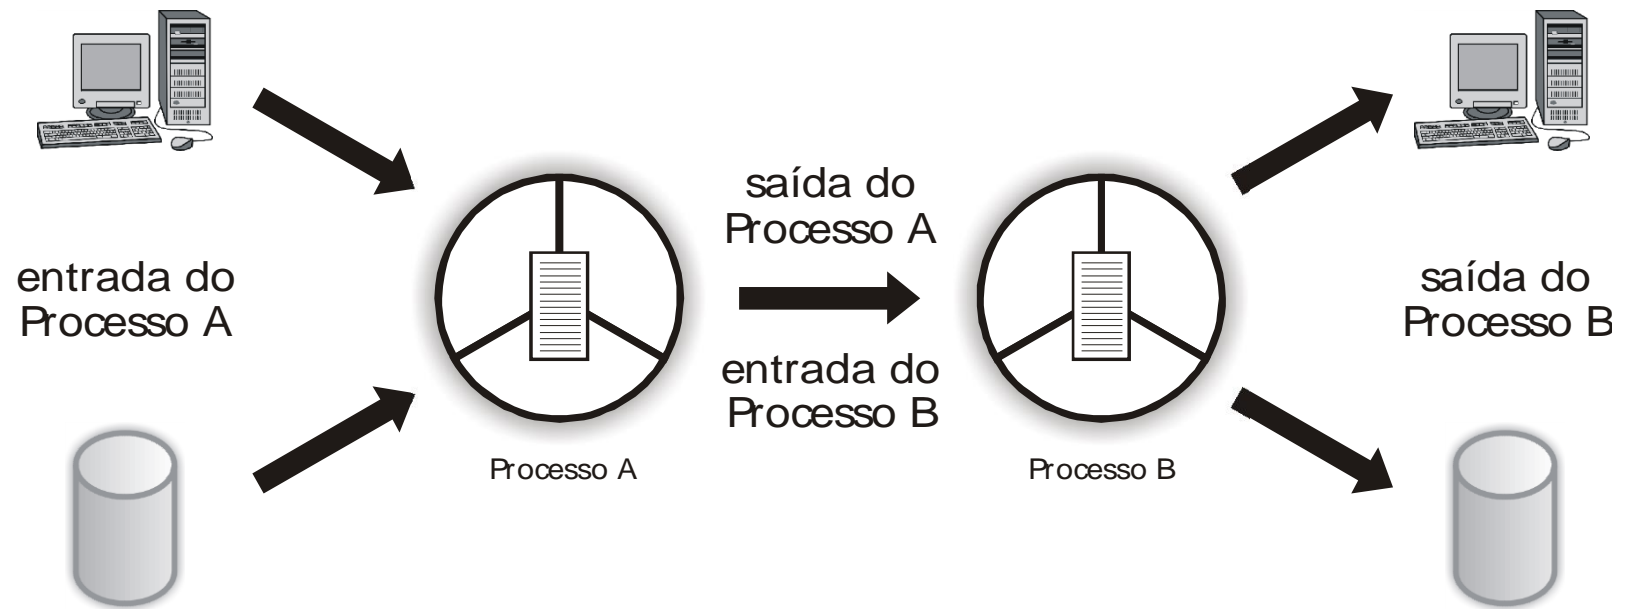 entrada do
Processo A
saída do
Processo A
entrada do
Processo B
saída do
Processo B
Processo A
Processo B